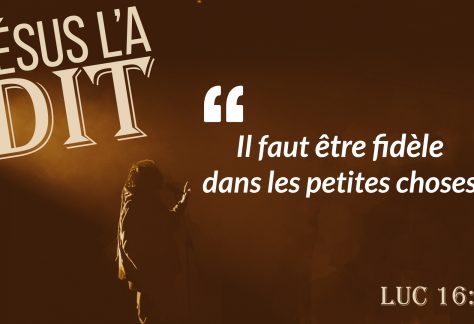 ÉSUS L'A
DIT
“
Il faut être fidèle
dans les petites choses
LUC 16: